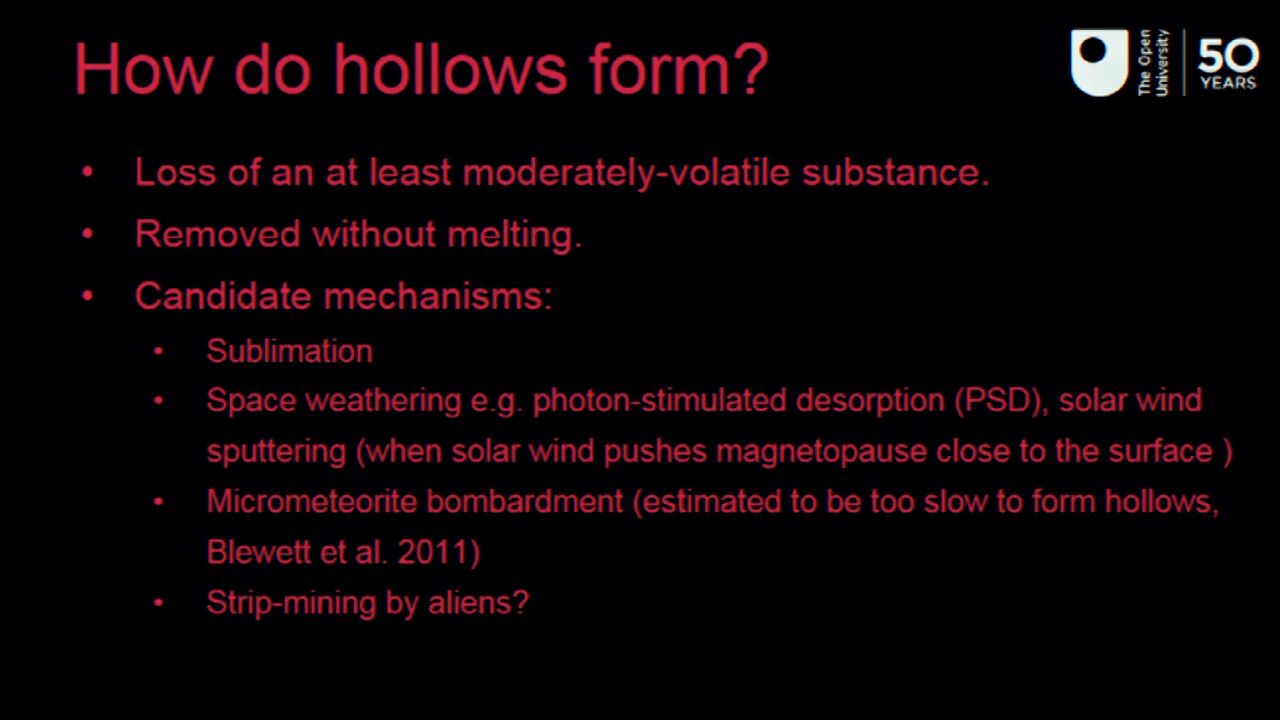 How do hollows form?
The Open
University
50
YEARS
• Loss of an at least moderately-volatile substance.
• Removed without melting.
• Candidate mechanisms:
• Sublimation
• Space weathering e.g. photon-stimulated desorption (PSD), solar wind
sputtering (when solar wind pushes magnetopause close to the surface )
• Micrometeorite bombardment (estimated to be too slow to form hollows,
Blewett et al. 2011)
• Strip-mining by aliens?